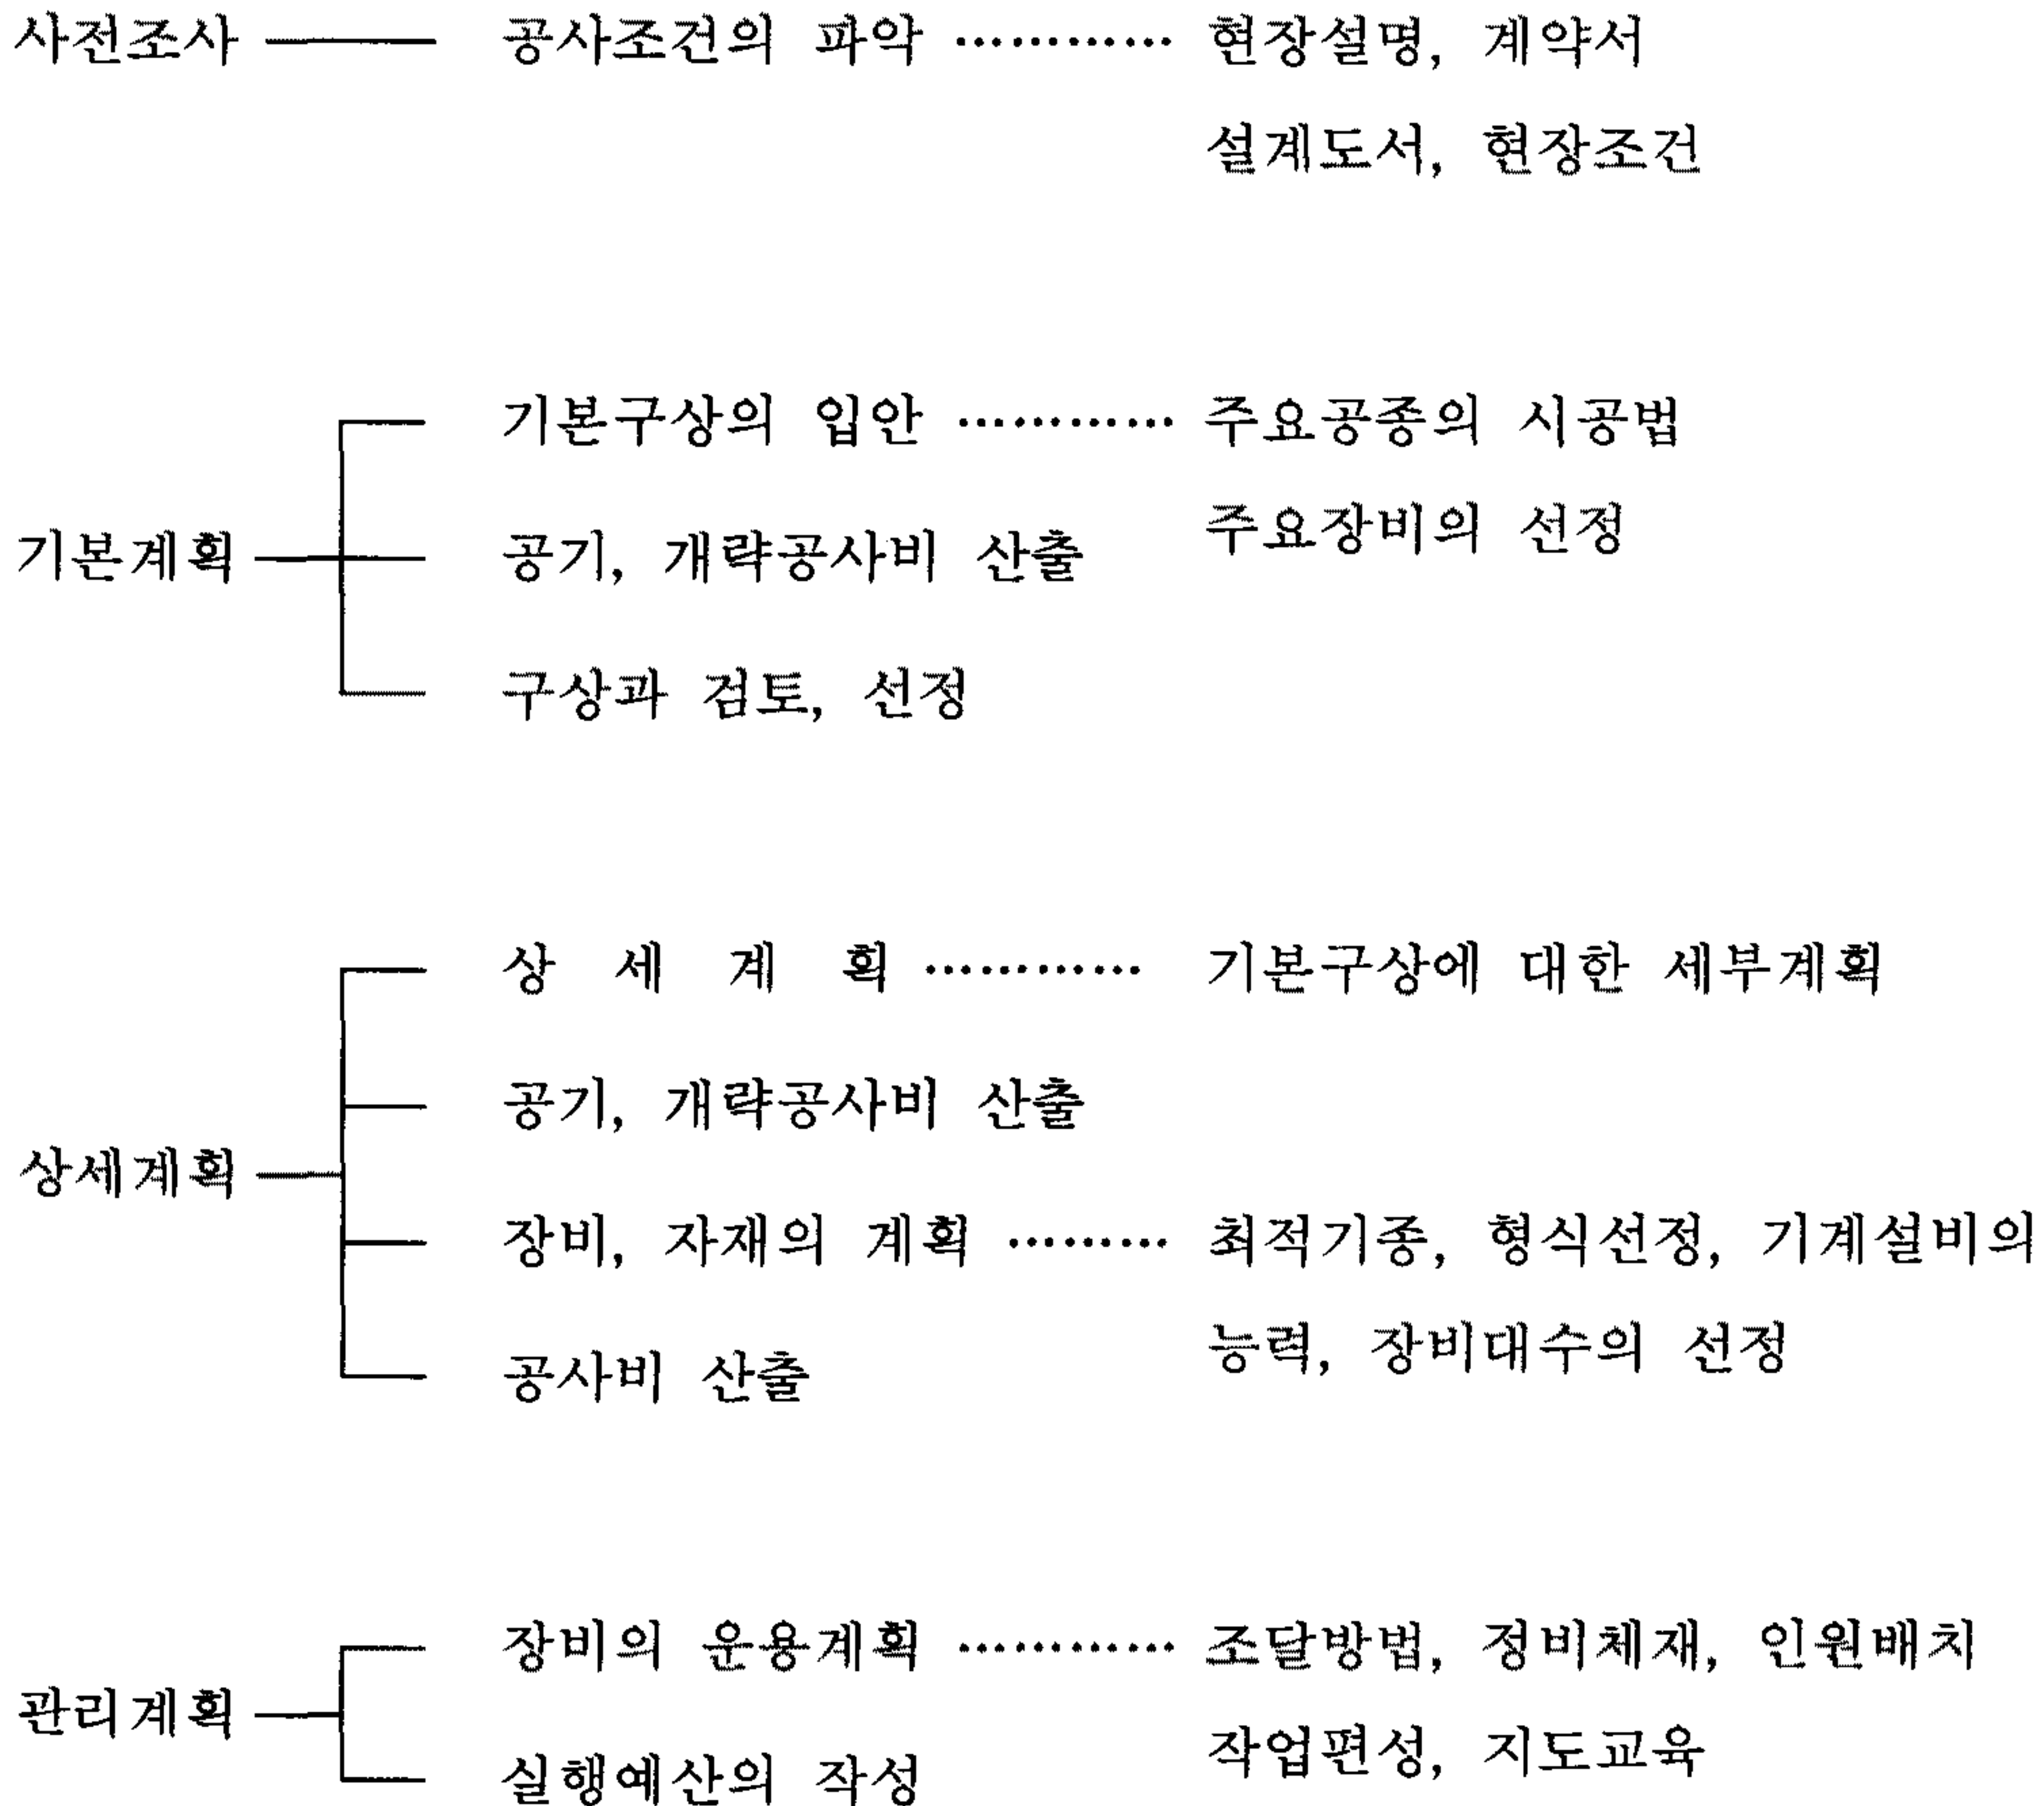 사전조사 공사조건의 파악 ………… 현장설명, 계약서
설계도서, 현장조건
기본구상의 입안 ………… 주요공종의 시공법
주요장비의 선정
기본계획 공기, 개략공사비 산출
구상과 검토, 선정
상 세 계 획 ………… 기본구상에 대한 세부계획
공기, 개략공사비 산출
상세계획
장비, 자재의 계획 ……… 최적기종, 형식선정, 기계설비의
능력, 장비대수의 선정
공사비 산출
장비의 운용계획 ………… 조달방법, 정비체재, 인원배치
관리계획
작업편성, 지도교육
실행예산의 작성